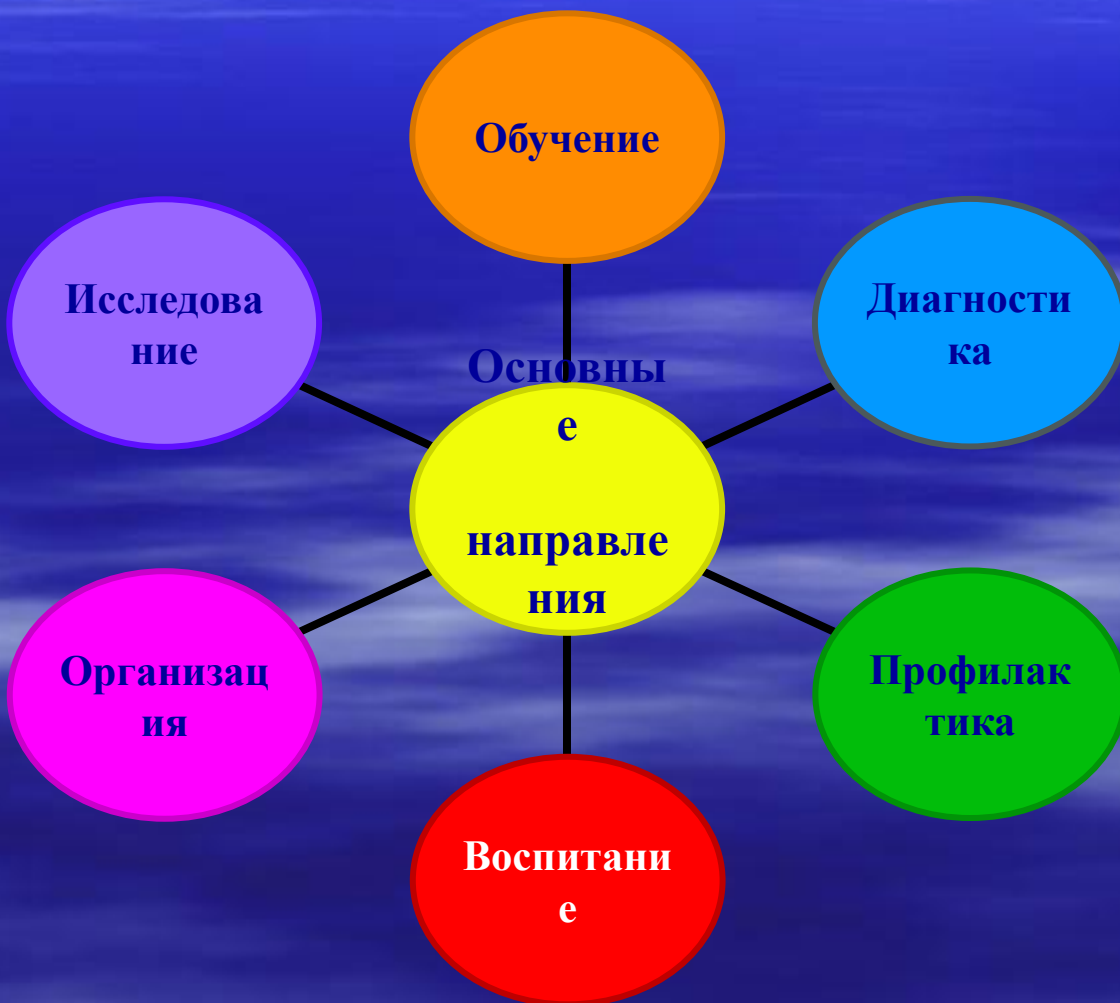 Обучение
Исследова
ние
Диагности
ка
Основны
е
направле
ния
Организац
ия
Профилак
тика
Воспитани
е